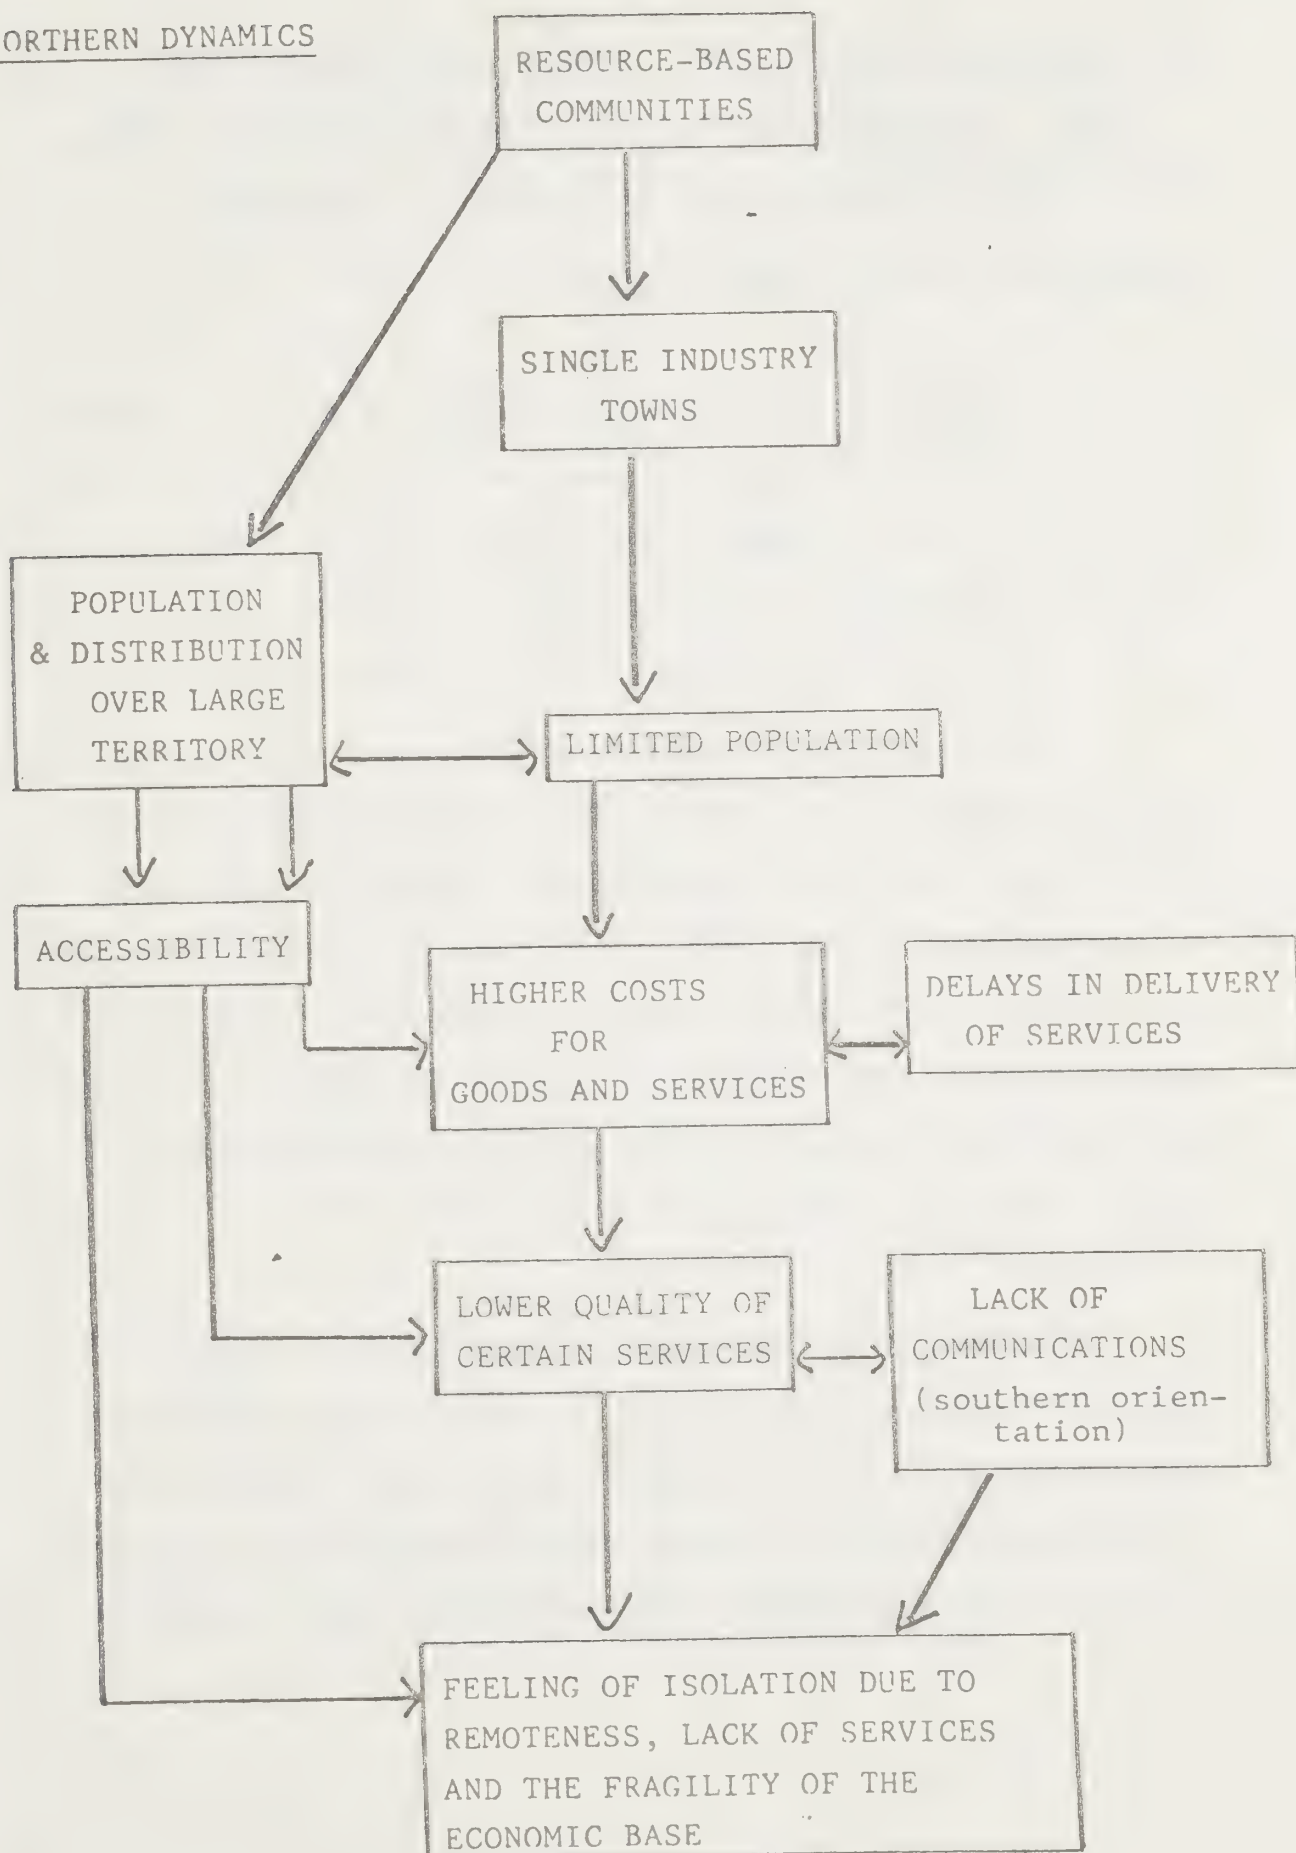 ORTHERN DYNAMICS
RESOURCE-BASED
COMMUNITIES
SINGLE INDUSTRY
TOWNS
POPULATION
& DISTRIBUTION
OVER LARGE
TERRITORY
LIMITED POPULATION
ACCESSIBILITY
HIGHER COSTS
FOR
GOODS AND SERVICES
DELAYS IN DELIVERY
OF SERVICES
LOWER QUALITY OF
CERTAIN SERVICES
LACK OF
COMMUNICATIONS
(southern orien-
tation)
FEELING OF ISOLATION DUE TO
REMOTENESS, LACK OF SERVICES
AND THE FRAGILITY OF THE
ECONOMIC BASE